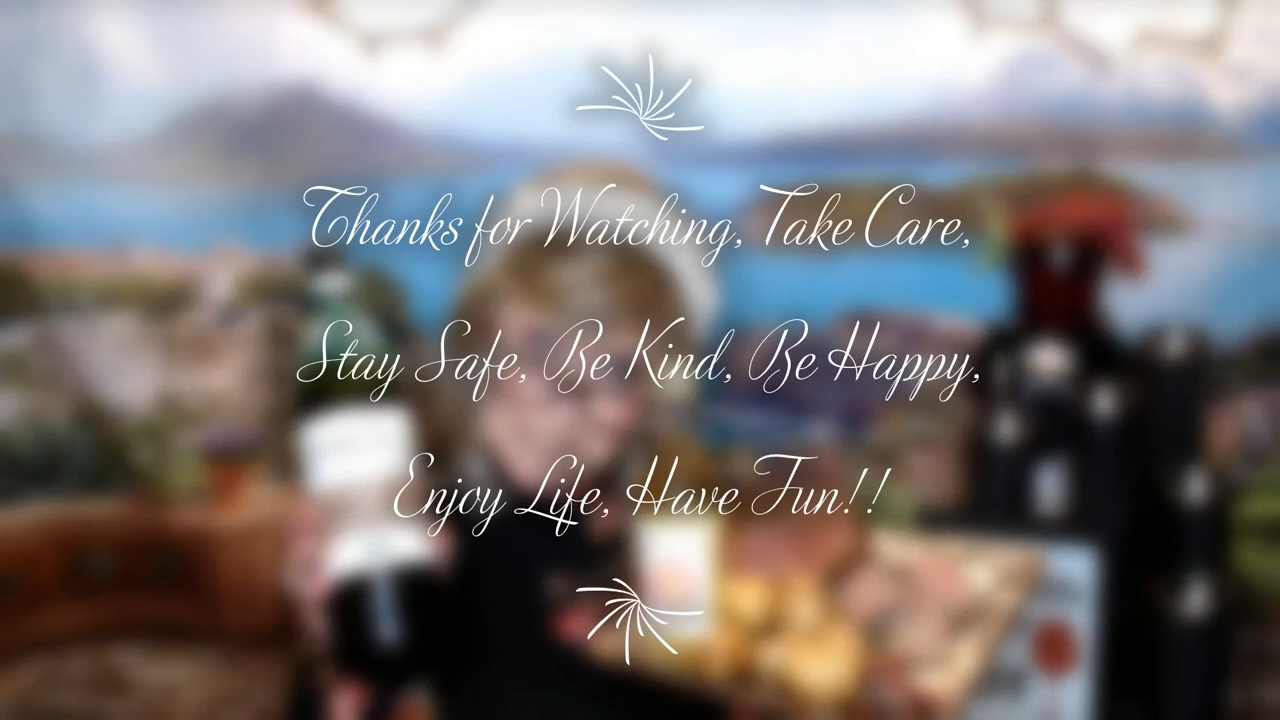 Thanks for Watching, Take Care,
Stay Safe, Be Kind, Be Happy,
Enjoy Life, Have Fun!!